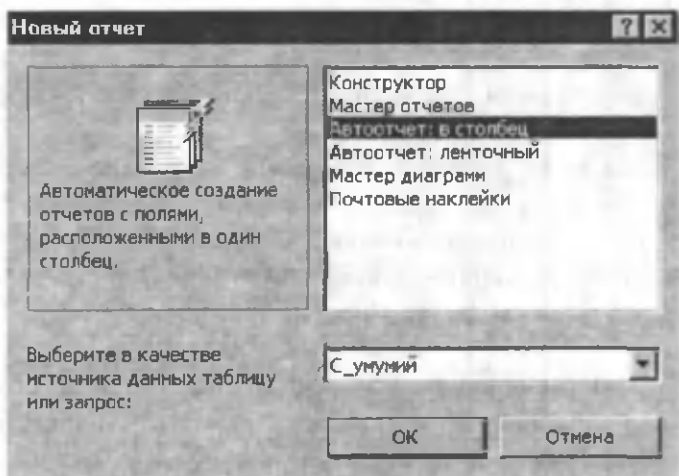 Новый отчет
Конструктор
Мастер отчетов
Автоотчет: в столбец
Автоотчет: ленточный
Мастер диаграмм
Почтовые наклейки
Автоматическое создание
отчетов с полями,
расположенными в один
столбец.
Выберите в качестве
источника данных таблицу
или запрос:
С_умумий
ОК
Отмена